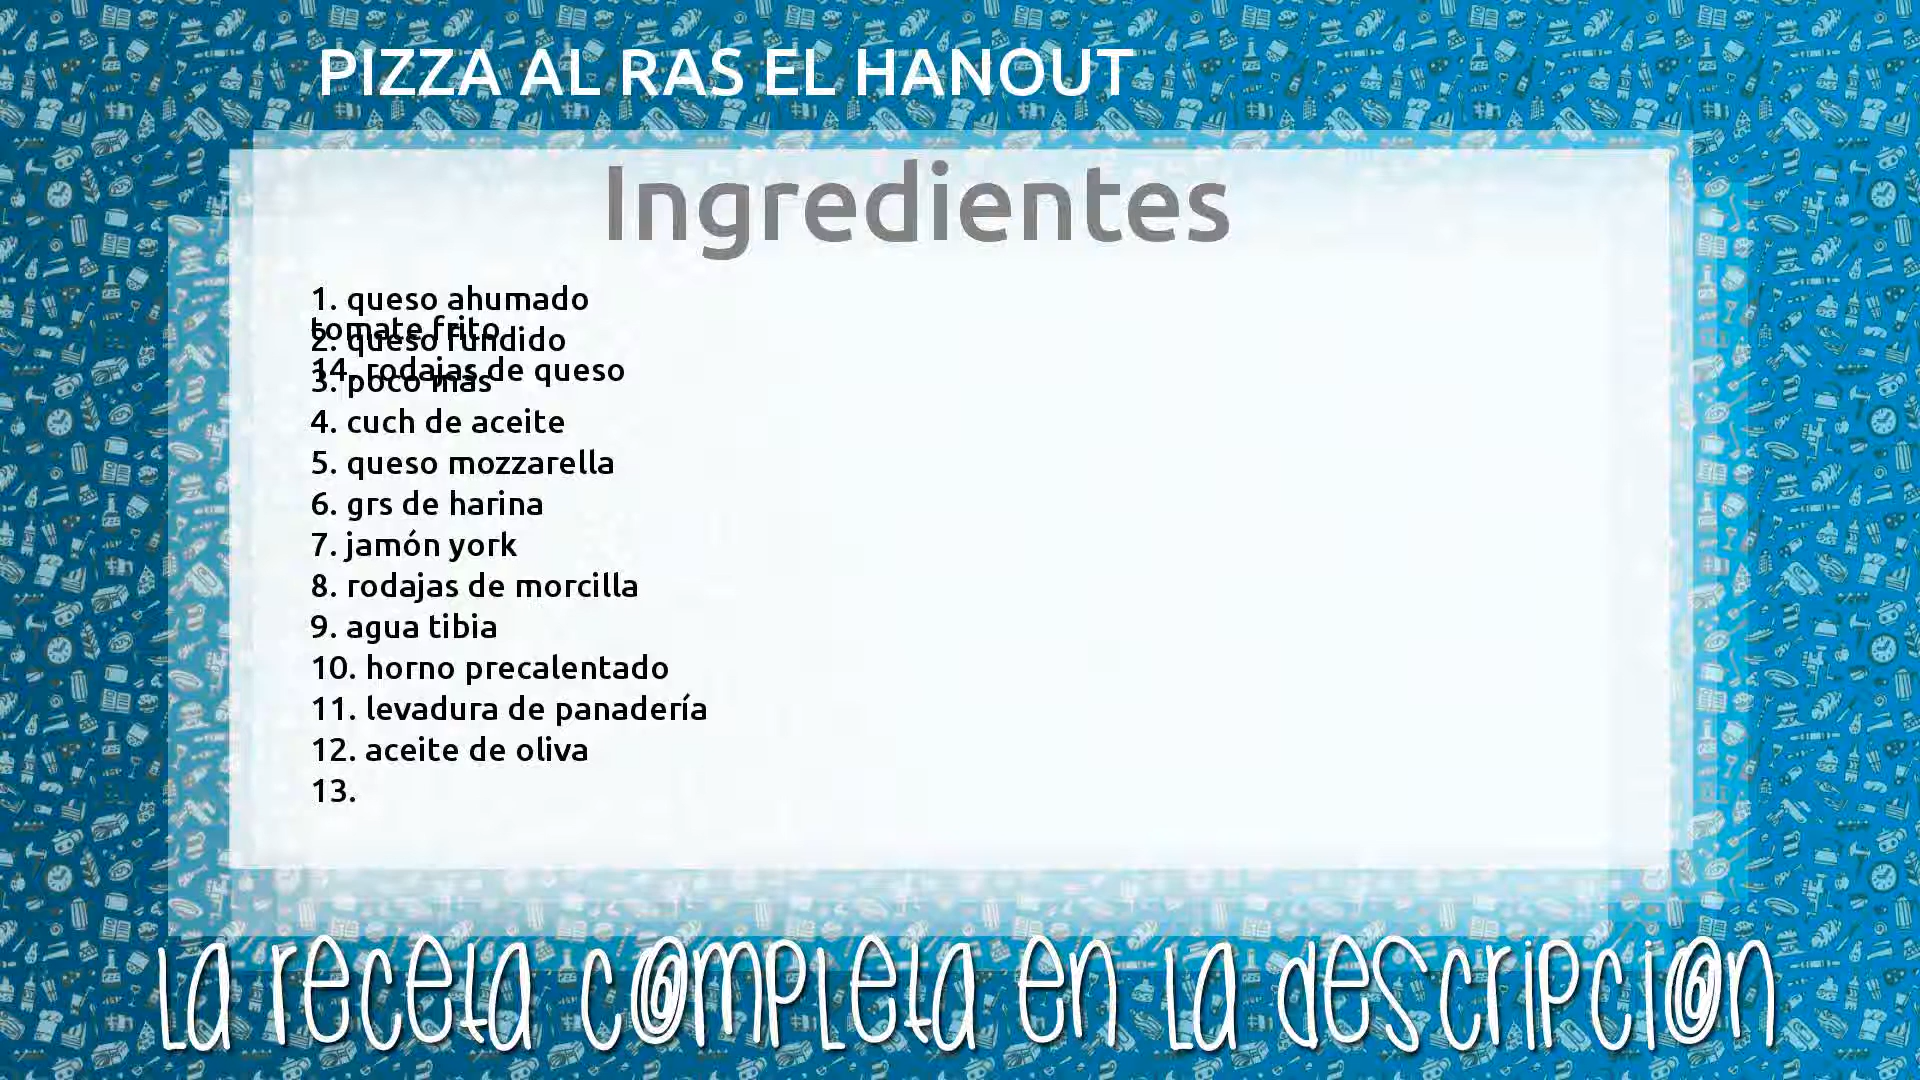 PIZZA AL RAS EL HANOUT
Ingredientes
1. queso ahumado
tomate frito
2. queso fundido
14. rodajas de queso
3. poco más
4. cuch de aceite
5. queso mozzarella
6. grs de harina
7. jamón york
8. rodajas de morcilla
9. agua tibia
10. horno precalentado
11. levadura de panadería
12. aceite de oliva
13.
La receta c@mpleta en la descripci@n